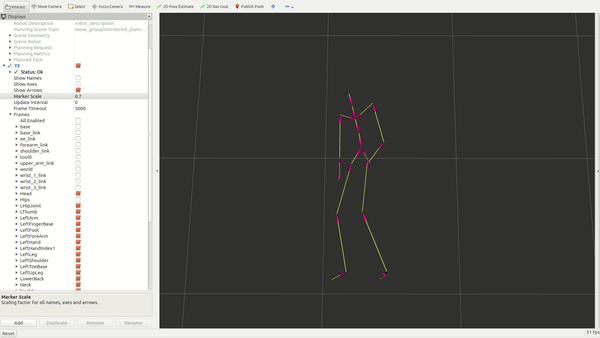 Interact Move Camera Select Focus Camera Measure 2D Pose Estimate 2D Nav Goal Publish Point
Displays
Robot Description robot_description
Planning Scene Topic move_group/monitored_plann...
Scene Geometry
Scene Robot
Planning Request
Planning Metrics
Planned Path
TF
Status: Ok
Show Names
Show Axes
Show Arrows
Marker Scale 0.7
Update Interval 0
Frame Timeout 5000
Frames
All Enabled
base
base_link
ee_link
forearm_link
shoulder_link
tool0
upper_arm_link
world
wrist_1_link
wrist_2_link
wrist_3_link
Head
Hips
LHipJoint
LThumb
LeftArm
LeftFingerBase
LeftFoot
LeftForeArm
LeftHand
LeftHandIndex1
LeftLeg
LeftShoulder
LeftToeBase
LeftUpLeg
LowerBack
Neck
Marker Scale
Scaling factor for all names, axes and arrows.
Add Duplicate Remove Rename
Reset 31 fps